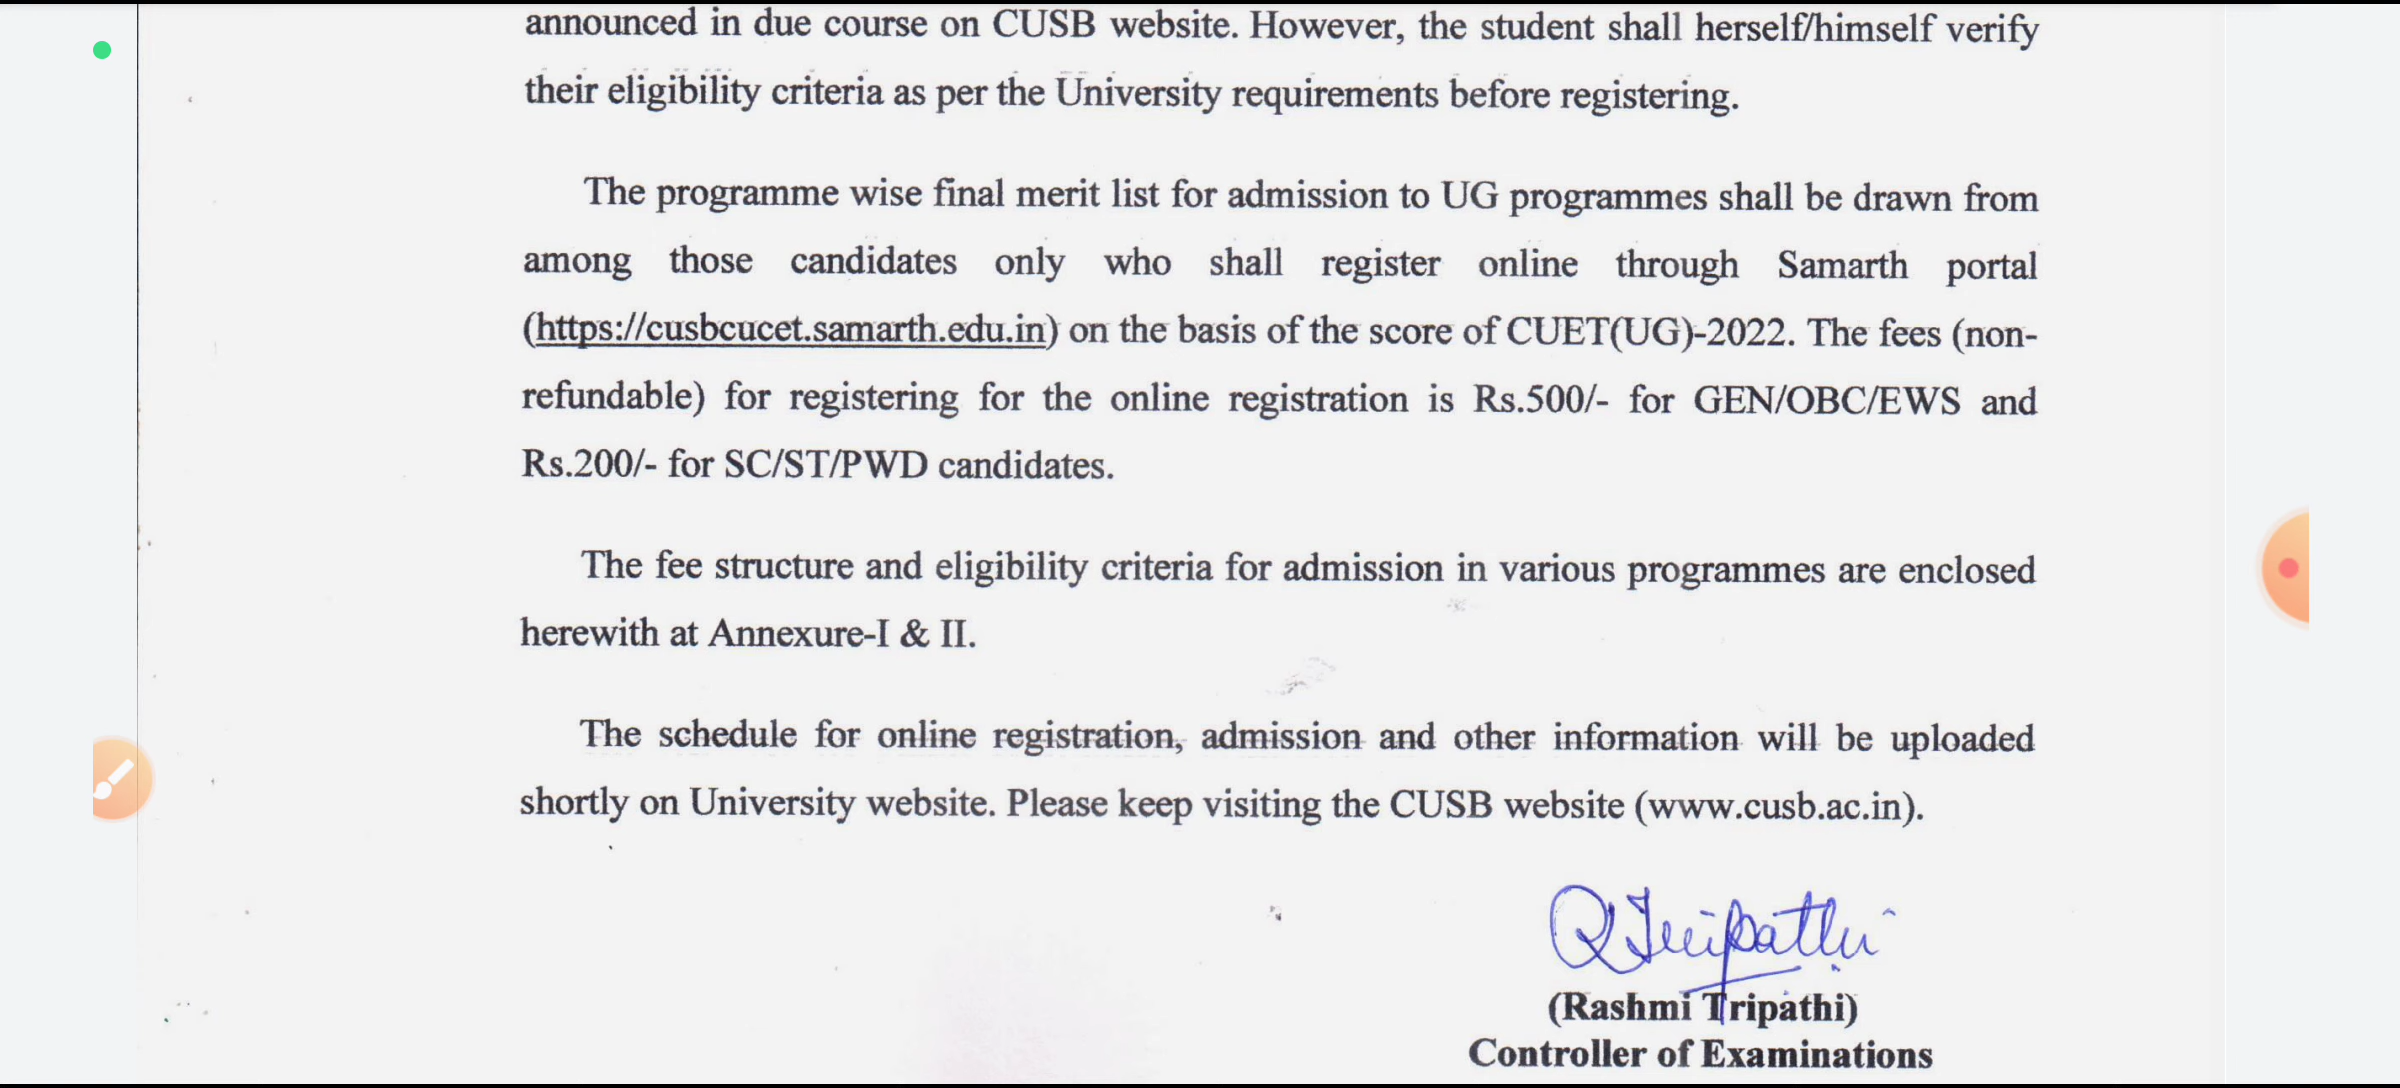 announced in due course on CUSB website. However, the student shall herself/himself verify
their eligibility criteria as per the University requirements before registering.
The programme wise final merit list for admission to UG programmes shall be drawn from
among those candidates only who shall register online through Samarth portal
(https://cusbcucet.samarth.edu.in) on the basis of the score of CUET(UG)-2022. The fees (non-
refundable) for registering for the online registration is Rs.500/- for GEN/OBC/EWS and
Rs.200/- for SC/ST/PWD candidates.
The fee structure and eligibility criteria for admission in various programmes are enclosed
herewith at Annexure-I & II.
The schedule for online registration, admission and other information will be uploaded
shortly on University website. Please keep visiting the CUSB website (www.cusb.ac.in).
RTripathi
(Rashmi Tripathi)
Controller of Examinations